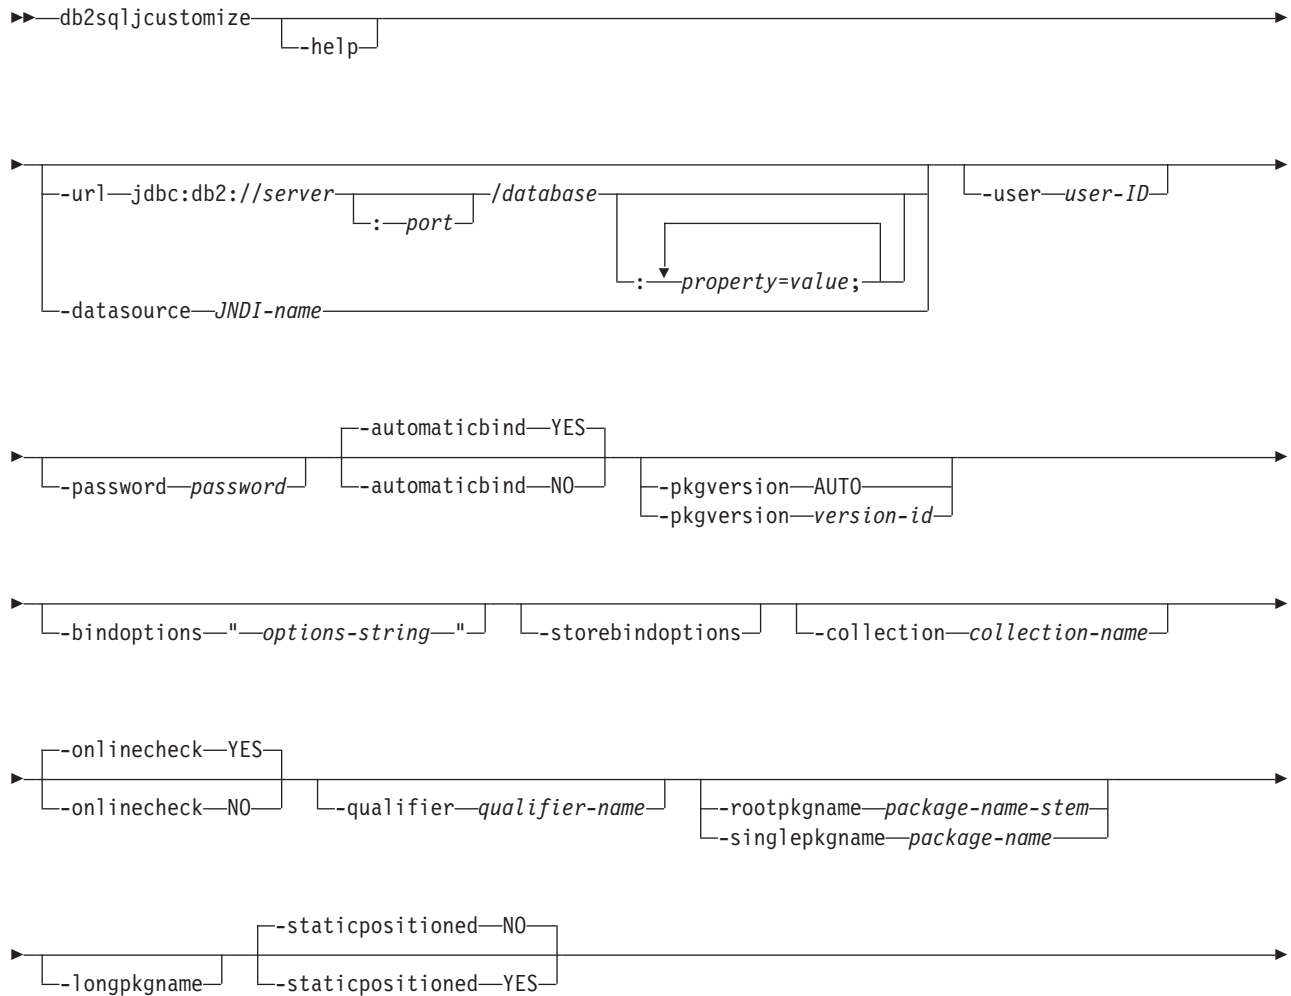 db2sqljcustomize
-help
-url jdbc:db2://server /database
-user user-ID
: port
: property=value;
-datasource JNDI-name
-automaticbind YES
-password password
-automaticbind NO
-pkgversion AUTO
-pkgversion version-id
-bindoptions " options-string "
-storebindoptions
-collection collection-name
-onlinecheck YES
-onlinecheck NO
-qualifier qualifier-name
-rootpkgname package-name-stem
-singlepkgname package-name
-staticpositioned NO
-longpkgname
-staticpositioned YES